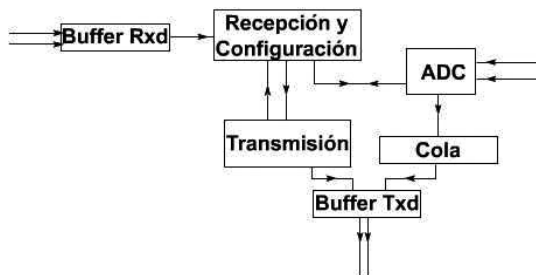 Buffer Rxd
Recepción y
Configuración
ADC
Transmisión
Cola
Buffer Txd